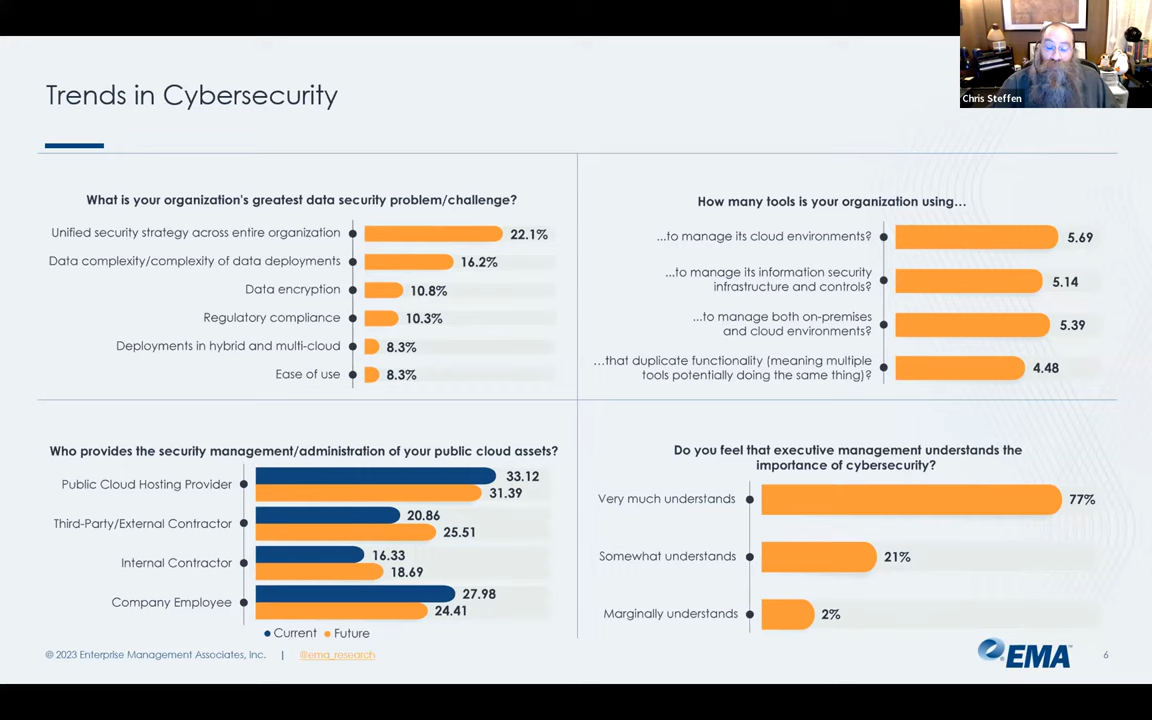 Chris Steffen
Trends in Cybersecurity
What is your organization's greatest data security problem/challenge?
Unified security strategy across entire organization 22.1%
Data complexity/complexity of data deployments 16.2%
Data encryption 10.8%
Regulatory compliance 10.3%
Deployments in hybrid and multi-cloud 8.3%
Ease of use 8.3%
How many tools is your organization using…
...to manage its cloud environments? 5.69
...to manage its information security
infrastructure and controls? 5.14
...to manage both on-premises
and cloud environments? 5.39
...that duplicate functionality (meaning multiple
tools potentially doing the same thing)? 4.48
Who provides the security management/administration of your public cloud assets?
Public Cloud Hosting Provider 33.12
31.39
Third-Party/External Contractor 20.86
25.51
Internal Contractor 16.33
18.69
Company Employee 27.98
24.41
Current Future
Do you feel that executive management understands the
importance of cybersecurity?
Very much understands 77%
Somewhat understands 21%
Marginally understands 2%
© 2023 Enterprise Management Associates, Inc. | @ema_research
EMA
6